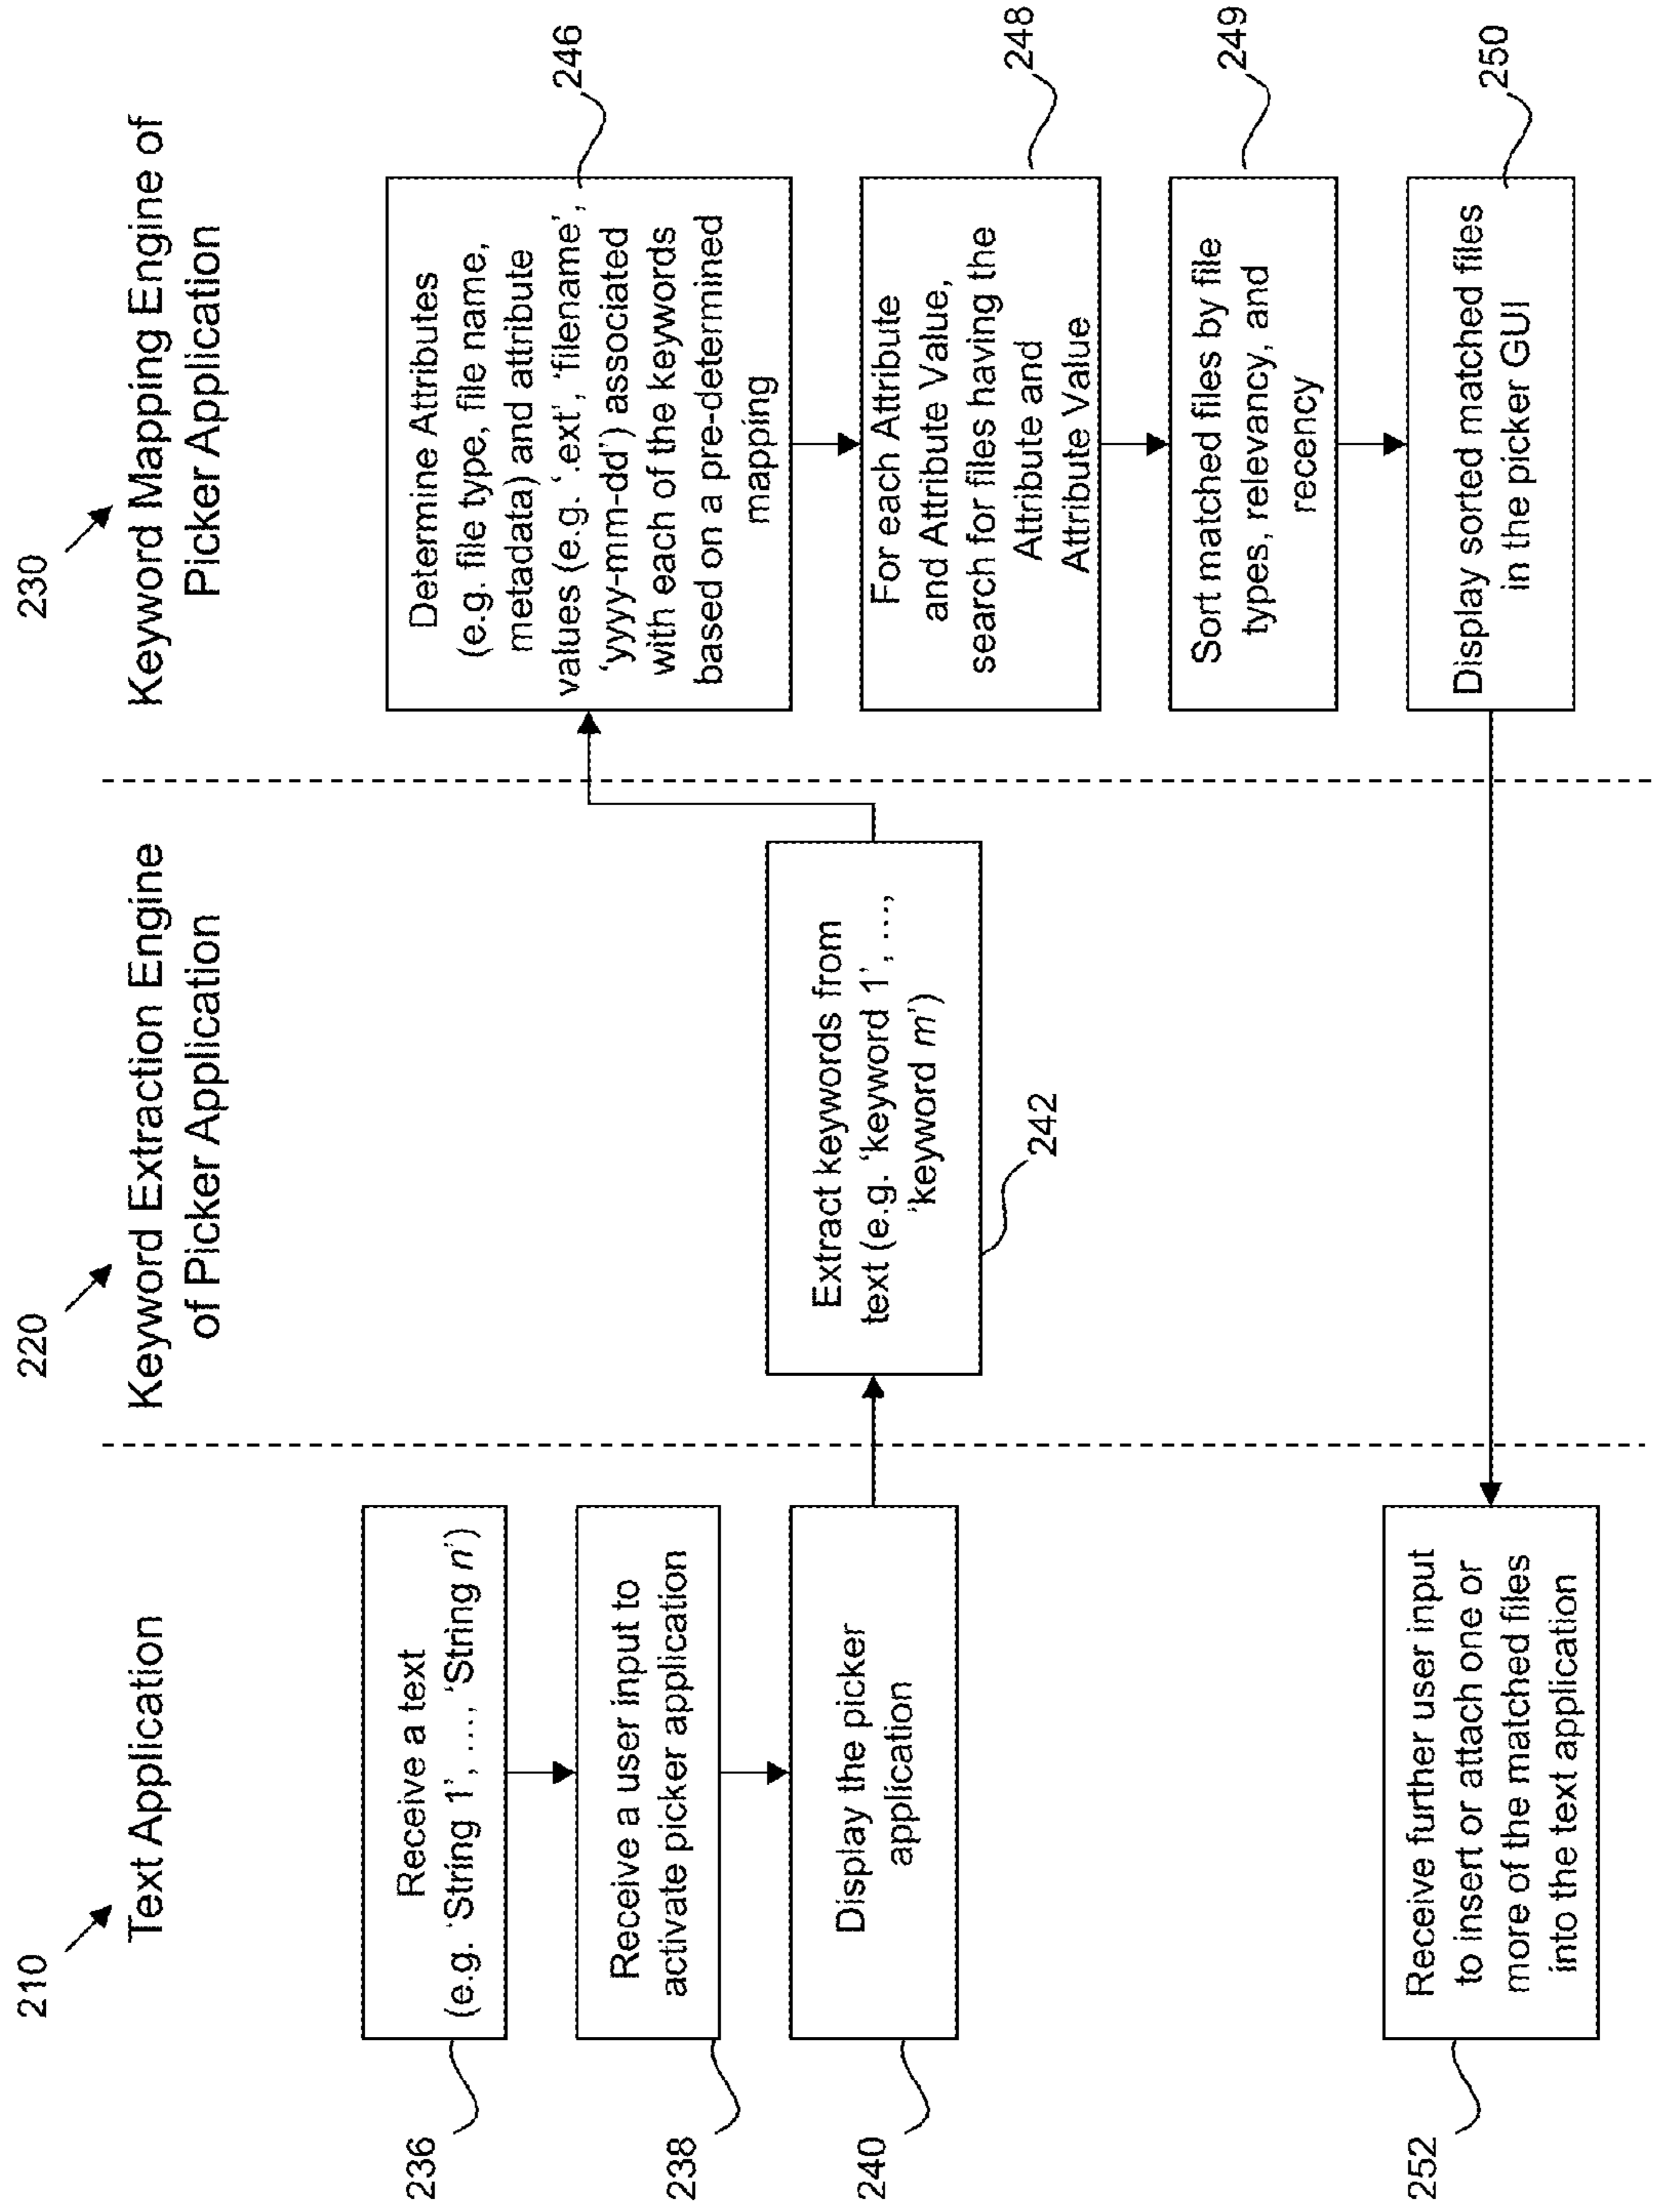 210
Text Application
220
Keyword Extraction Engine
of Picker Application
230
Keyword Mapping Engine of
Picker Application
236
Receive a text
(e.g. ‘String 1’, ..., ‘String n’)
238
Receive a user input to
activate picker application
240
Display the picker
application
Extract keywords from
text (e.g. ‘keyword 1’, ...,
‘keyword m’)
242
Determine Attributes
(e.g. file type, file name,
metadata) and attribute
values (e.g. ‘.ext’, ‘filename’,
‘yyyy-mm-dd’) associated
with each of the keywords
based on a pre-determined
mapping
246
For each Attribute
and Attribute Value,
search for files having the
Attribute and
Attribute Value
248
Sort matched files by file
types, relevancy, and
recency
249
Display sorted matched files
in the picker GUI
250
252
Receive further user input
to insert or attach one or
more of the matched files
into the text application